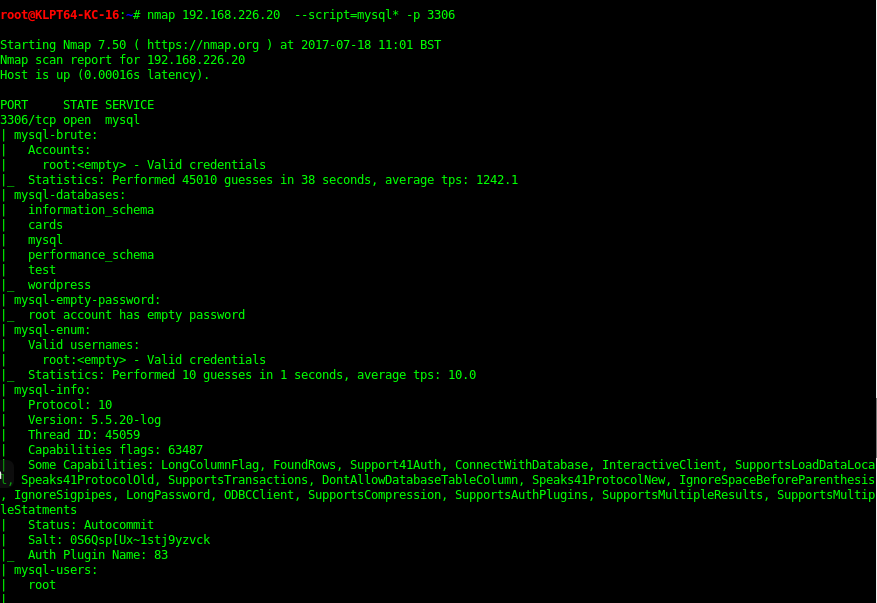 root@KLPT64-KC-16:~# nmap 192.168.226.20  --script=mysql* -p 3306
Starting Nmap 7.50 ( https://nmap.org ) at 2017-07-18 11:01 BST
Nmap scan report for 192.168.226.20
Host is up (0.00016s latency).
PORT     STATE SERVICE
3306/tcp open  mysql
| mysql-brute:
|   Accounts:
|     root:<empty> - Valid credentials
|_  Statistics: Performed 45010 guesses in 38 seconds, average tps: 1242.1
| mysql-databases:
|   information_schema
|   cards
|   mysql
|   performance_schema
|   test
|_  wordpress
| mysql-empty-password:
|_  root account has empty password
| mysql-enum:
|   Valid usernames:
|     root:<empty> - Valid credentials
|_  Statistics: Performed 10 guesses in 1 seconds, average tps: 10.0
| mysql-info:
|   Protocol: 10
|   Version: 5.5.20-log
|   Thread ID: 45059
|   Capabilities flags: 63487
|   Some Capabilities: LongColumnFlag, FoundRows, Support41Auth, ConnectWithDatabase, InteractiveClient, SupportsLoadDataLoca
l, Speaks41ProtocolOld, SupportsTransactions, DontAllowDatabaseTableColumn, Speaks41ProtocolNew, IgnoreSpaceBeforeParenthesis
, IgnoreSigpipes, LongPassword, ODBCClient, SupportsCompression, SupportsAuthPlugins, SupportsMultipleResults, SupportsMultip
leStatments
|   Status: Autocommit
|   Salt: 0S6Qsp[Ux~1stj9yzvck
|_  Auth Plugin Name: 83
| mysql-users:
|   root
|